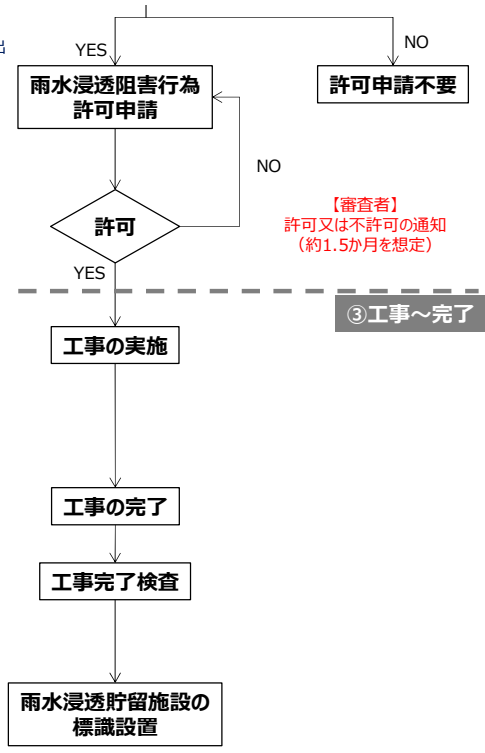 出
YES
NO
雨水浸透阻害行為
許可申請
許可申請不要
NO
【審査者】
許可又は不許可の通知
（約1.5か月を想定）
許可
YES
③工事～完了
工事の実施
工事の完了
工事完了検査
雨水浸透貯留施設の
標識設置